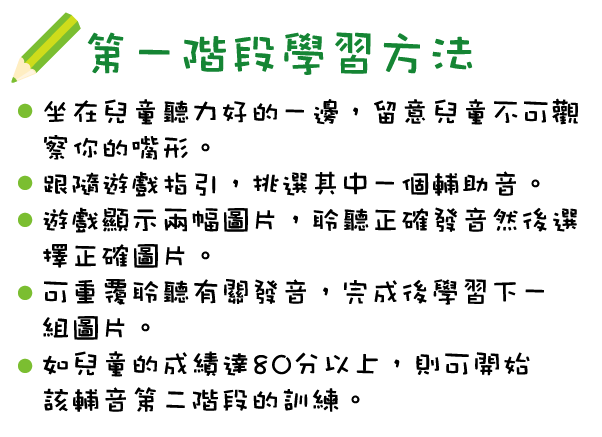 第一階段學習方法
坐在兒童聽力好的一邊，留意兒童不可觀
察你的嘴形。
跟隨遊戲指引，挑選其中一個輔助音。
遊戲顯示兩幅圖片，聆聽正確發音然後選
擇正確圖片。
可重覆聆聽有關發音，完成後學習下一
組圖片。
如兒童的成績達80分以上，則可開始
該輔音第二階段的訓練。